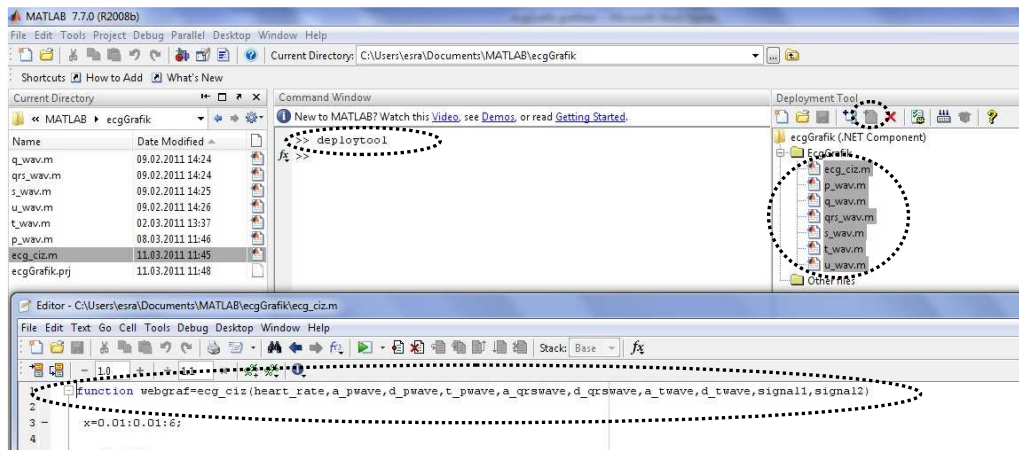 MATLAB 7.7.0 (R2008b)
File Edit Tools Project Debug Parallel Desktop Window Help
Current Directory: C:\Users\esra\Documents\MATLAB\ecgGrafik
Shortcuts How to Add What's New
Current Directory
« MATLAB ecgGrafik
Name Date Modified
q_wav.m 09.02.2011 14:24
qrs_wav.m 09.02.2011 14:24
s_wav.m 09.02.2011 14:25
u_wav.m 09.02.2011 14:26
t_wav.m 02.03.2011 13:37
p_wav.m 08.03.2011 11:46
ecg_ciz.m 11.03.2011 11:45
ecgGrafik.prj 11.03.2011 11:48
Command Window
New to MATLAB? Watch this Video, see Demos, or read Getting Started.
>> deploytool
fx >>
Deployment Tool
ecgGrafik (.NET Component)
EcgGrafik
ecg_ciz.m
p_wav.m
q_wav.m
qrs_wav.m
s_wav.m
t_wav.m
u_wav.m
Other files
Editor - C:\Users\esra\Documents\MATLAB\ecgGrafik\ecg_ciz.m
File Edit Text Go Cell Tools Debug Desktop Window Help
Stack: Base fx
- 1.0 + ÷ 1.1 ×
1 function webgraf=ecg_ciz(heart_rate,a_pwave,d_pwave,t_pwave,a_qrswave,d_qrswave,a_twave,d_twave,signal1,signal2)
2
3 - x=0.01:0.01:6;
4